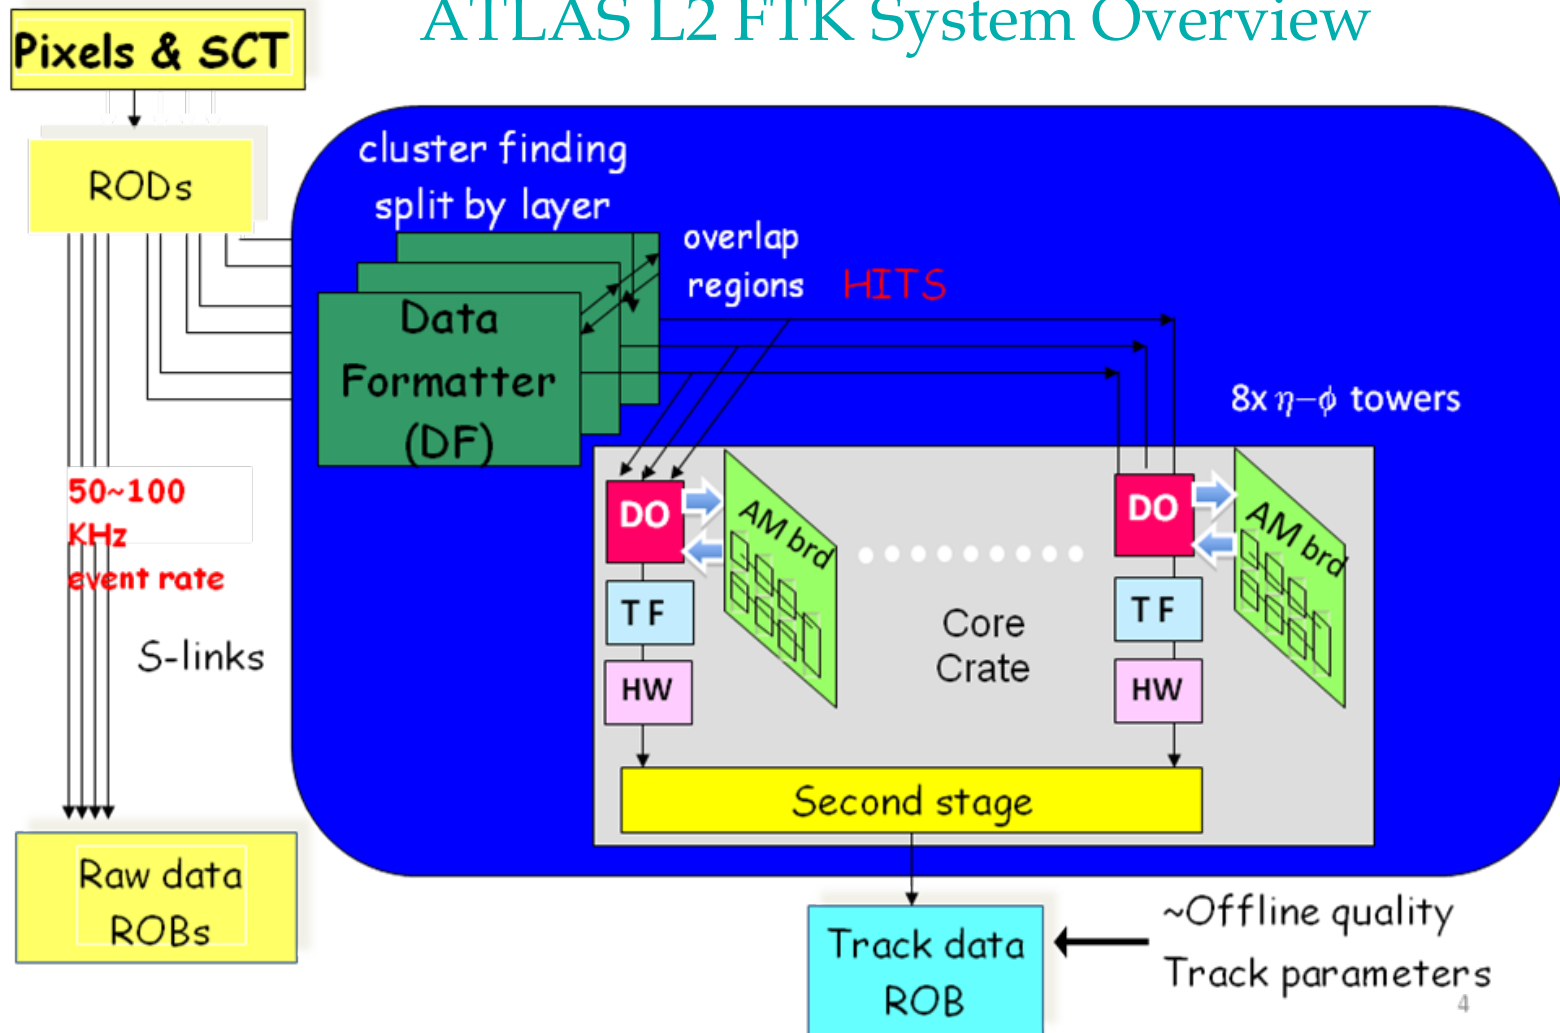 ATLAS L2 FTK System Overview
Pixels & SCT
RODs
cluster finding
split by layer
overlap
regions
HITS
Data
Formatter
(DF)
8x η–ϕ towers
50~100
KHz
event rate
S-links
DO
AM brd
TF
HW
Core
Crate
DO
AM brd
TF
HW
Second stage
Raw data
ROBs
Track data
ROB
~Offline quality
Track parameters
4